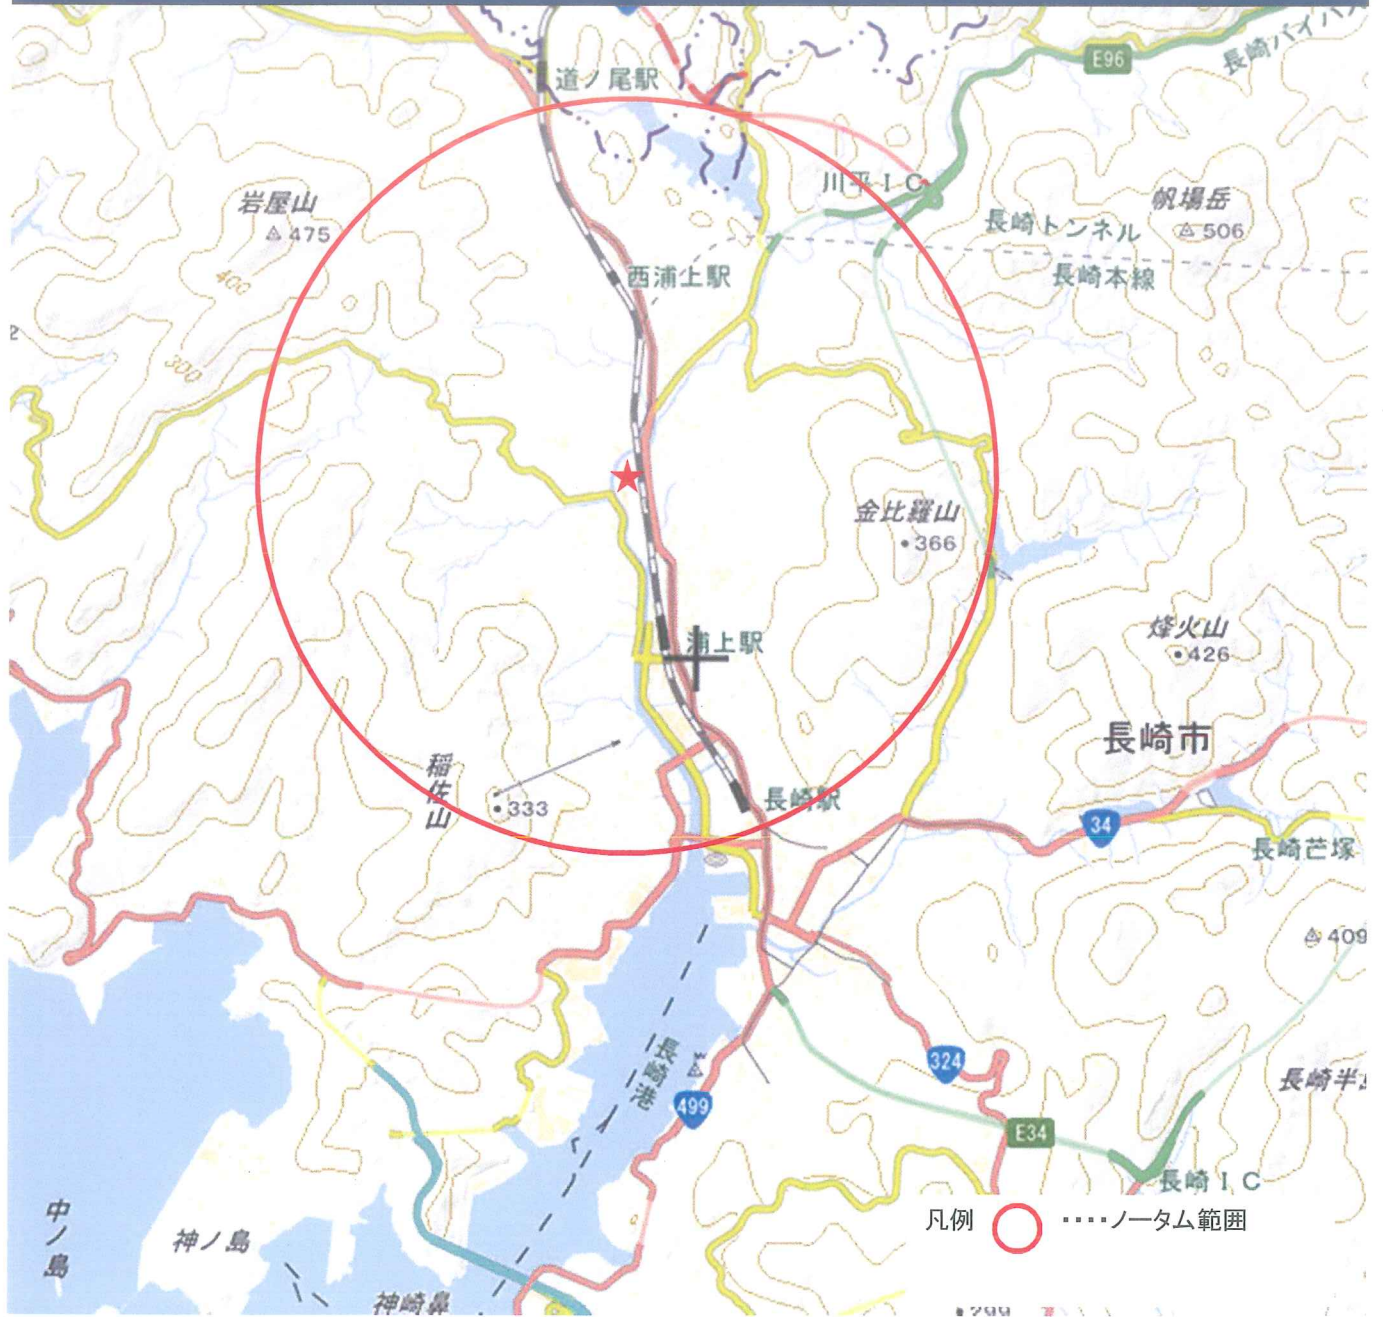 道ノ尾駅
E96
長崎バイパス
川平IC
岩屋山
475
帆場岳
506
長崎トンネル
長崎本線
西浦上駅
400
300
2
金比羅山
366
浦上駅
烽火山
426
長崎市
稲佐山
333
長崎駅
34
長崎芒塚
409
長崎港
324
499
長崎半
E34
長崎IC
凡例 ‥‥ノータム範囲
中ノ島
神ノ島
神崎鼻